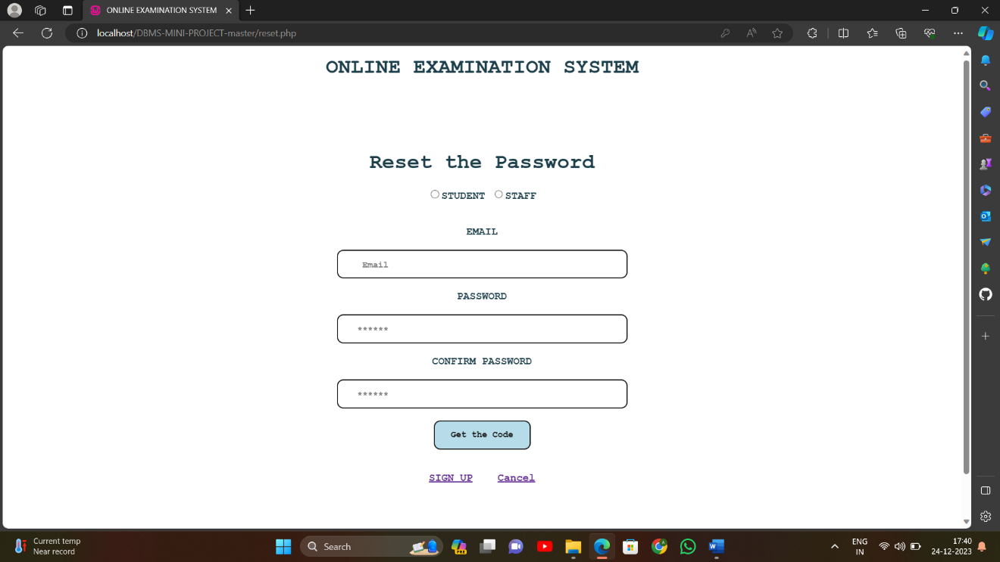 ONLINE EXAMINATION SYSTEM
localhost/DBMS-MINI-PROJECT-master/reset.php
ONLINE EXAMINATION SYSTEM
Reset the Password
STUDENT STAFF
EMAIL
Email
PASSWORD
******
CONFIRM PASSWORD
******
Get the Code
SIGN UP Cancel
Current temp
Near record
Search
PRE
ENG
IN
17:40
24-12-2023